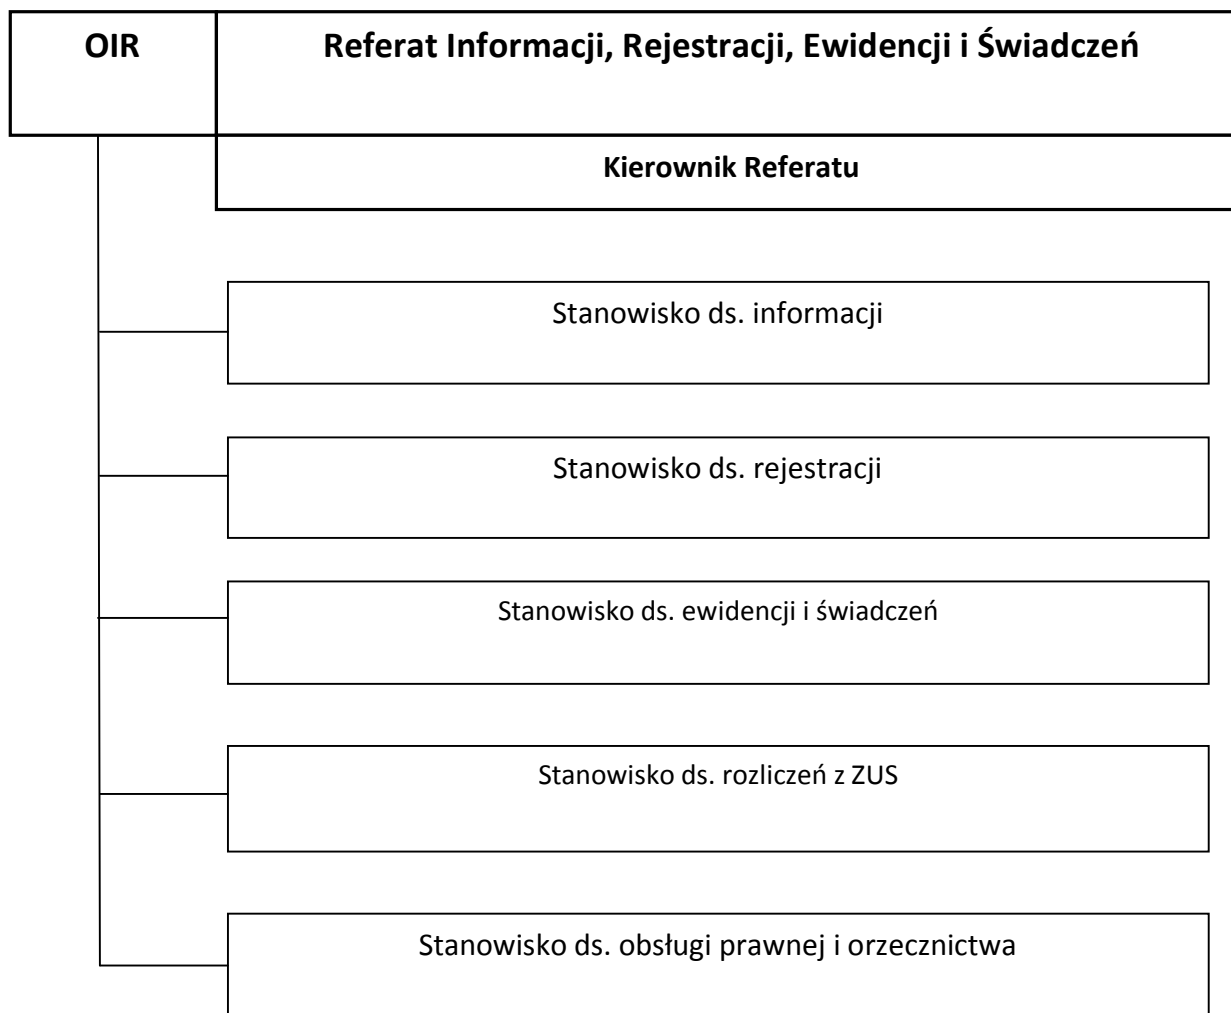 OIR
Referat Informacji, Rejestracji, Ewidencji i Świadczeń
Kierownik Referatu
Stanowisko ds. informacji
Stanowisko ds. rejestracji
Stanowisko ds. ewidencji i świadczeń
Stanowisko ds. rozliczeń z ZUS
Stanowisko ds. obsługi prawnej i orzecznictwa